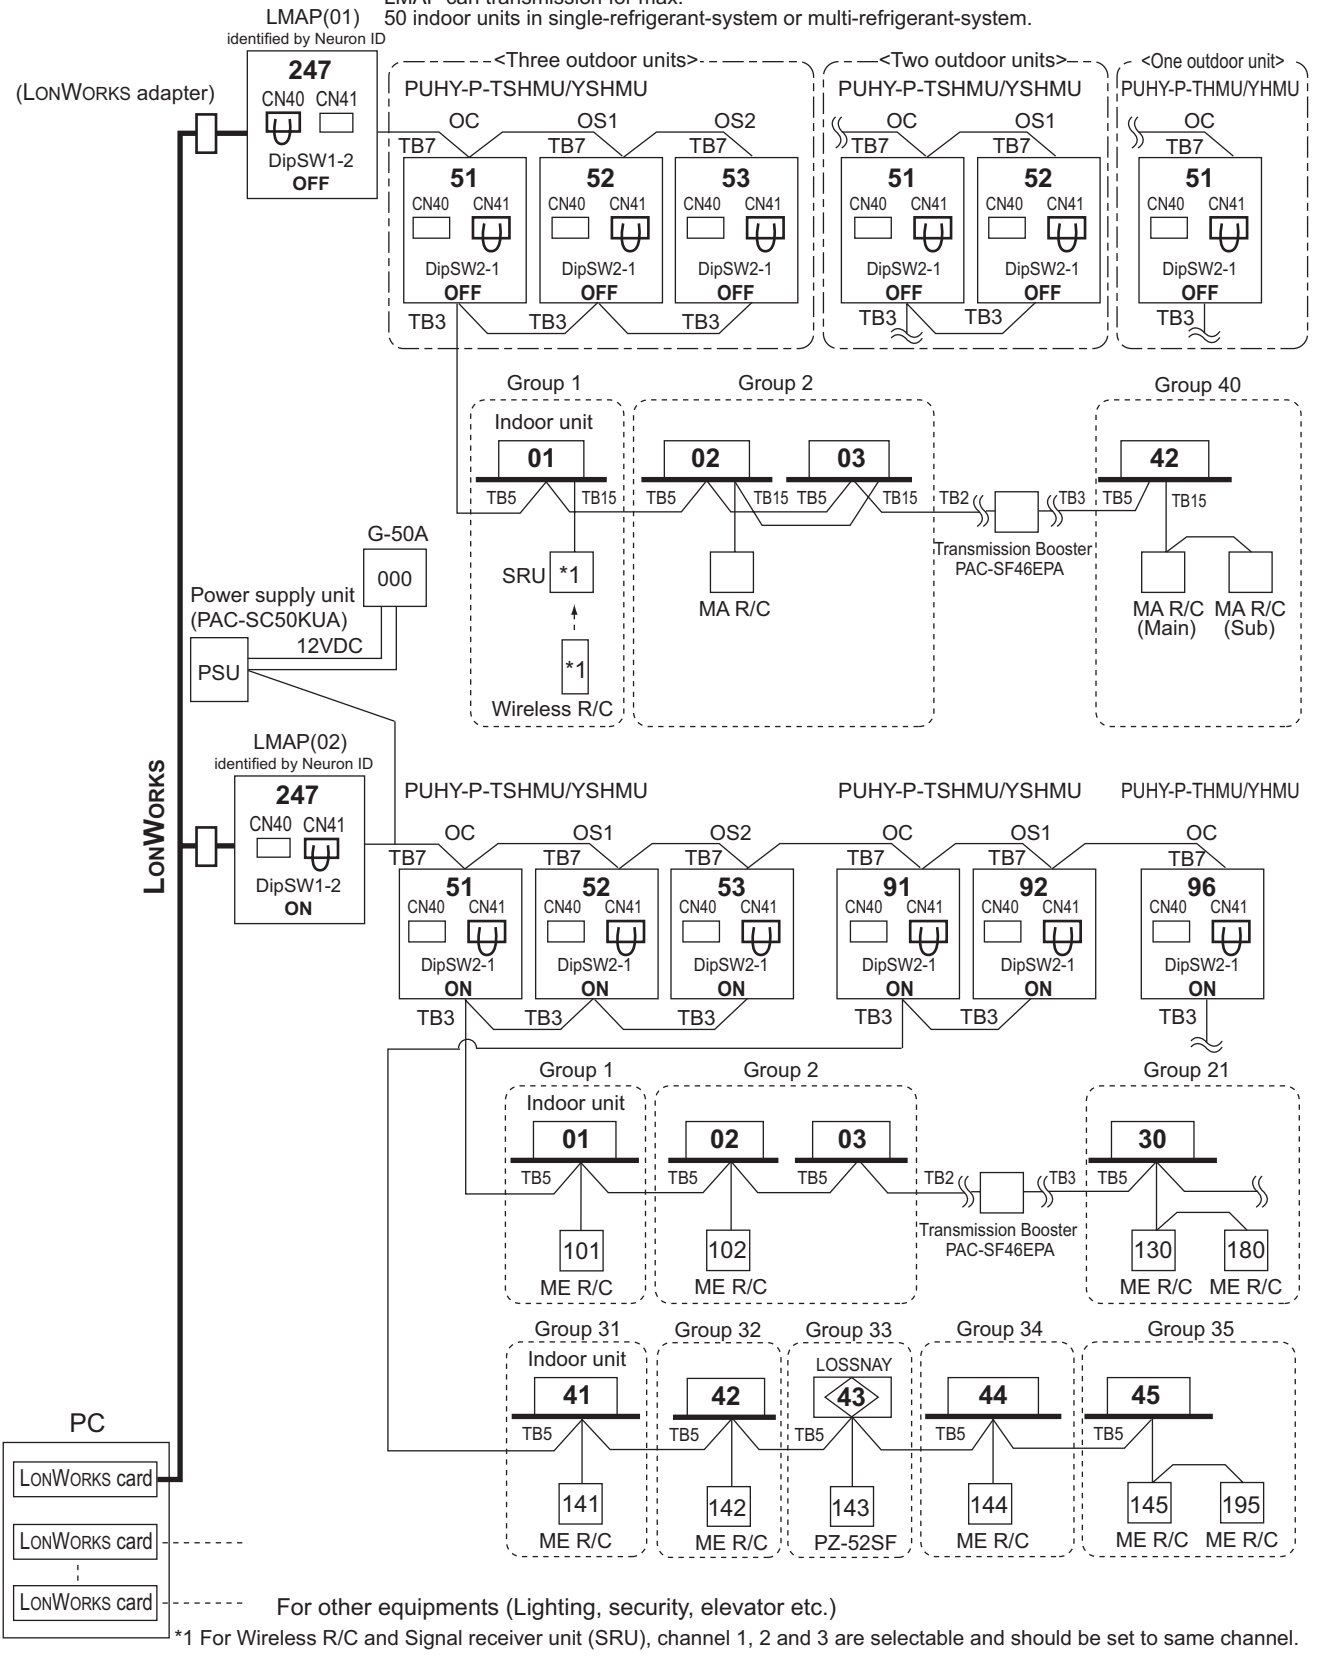 LMAP can transmission for max.
LMAP(01) 50 indoor units in single-refrigerant-system or multi-refrigerant-system.
identified by Neuron ID
(LONWORKS adapter)
247
CN40 CN41
DipSW1-2
OFF
<Three outdoor units> <Two outdoor units> <One outdoor unit>
PUHY-P-TSHMU/YSHMU PUHY-P-TSHMU/YSHMU PUHY-P-THMU/YHMU
OC OS1 OS2 OC OS1 OC
TB7 TB7 TB7 TB7 TB7 TB7
51 52 53 51 52 51
CN40 CN41 CN40 CN41 CN40 CN41 CN40 CN41 CN40 CN41 CN40 CN41
DipSW2-1 DipSW2-1 DipSW2-1 DipSW2-1 DipSW2-1 DipSW2-1
OFF OFF OFF OFF OFF OFF
TB3 TB3 TB3 TB3 TB3 TB3
Group 1 Group 2 Group 40
Indoor unit
01 02 03 42
TB5 TB15 TB5 TB15 TB5 TB15 TB2 TB3 TB5 TB15
Transmission Booster
PAC-SF46EPA
SRU *1
MA R/C
MA R/C
(Main)
MA R/C
(Sub)
*1
Wireless R/C
G-50A
000
Power supply unit
(PAC-SC50KUA)
12VDC
PSU
LONWORKS
LMAP(02)
identified by Neuron ID
247
CN40 CN41
DipSW1-2
ON
PUHY-P-TSHMU/YSHMU PUHY-P-TSHMU/YSHMU PUHY-P-THMU/YHMU
OC OS1 OS2 OC OS1 OC
TB7 TB7 TB7 TB7 TB7 TB7
51 52 53 91 92 96
CN40 CN41 CN40 CN41 CN40 CN41 CN40 CN41 CN40 CN41 CN40 CN41
DipSW2-1 DipSW2-1 DipSW2-1 DipSW2-1 DipSW2-1 DipSW2-1
ON ON ON ON ON ON
TB3 TB3 TB3 TB3 TB3 TB3
Group 1 Group 2 Group 21
Indoor unit
01 02 03 30
TB5 TB5 TB5 TB2 TB3 TB5
Transmission Booster
PAC-SF46EPA
101 102 130 180
ME R/C ME R/C ME R/C ME R/C
Group 31 Group 32 Group 33 Group 34 Group 35
Indoor unit LOSSNAY
41 42 43 44 45
TB5 TB5 TB5 TB5 TB5
141 142 143 144 145 195
ME R/C ME R/C PZ-52SF ME R/C ME R/C ME R/C
PC
LONWORKS card
LONWORKS card
LONWORKS card
For other equipments (Lighting, security, elevator etc.)
*1 For Wireless R/C and Signal receiver unit (SRU), channel 1, 2 and 3 are selectable and should be set to same channel.